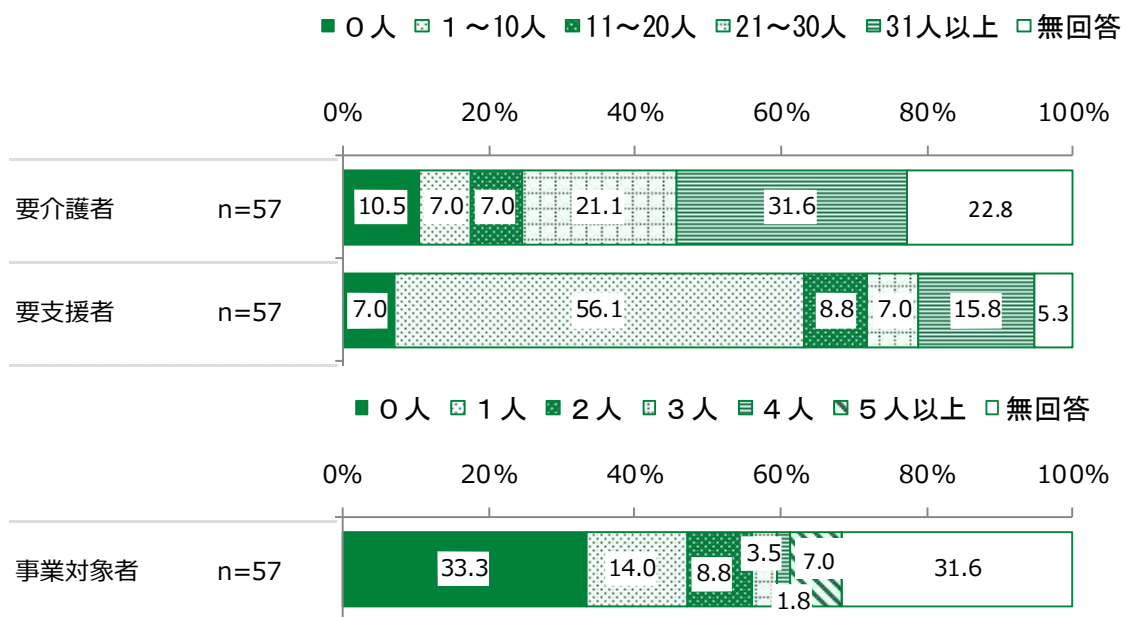 ■０人 □１～10人 ■11～20人 □21～30人 ■31人以上 □無回答
0% 20% 40% 60% 80% 100%
要介護者 n=57 10.5 7.0 7.0 21.1 31.6 22.8
要支援者 n=57 7.0 56.1 8.8 7.0 15.8 5.3
■０人 □１人 ■２人 □３人 ■４人 □５人以上 □無回答
0% 20% 40% 60% 80% 100%
事業対象者 n=57 33.3 14.0 8.8 3.5 1.8 7.0 31.6